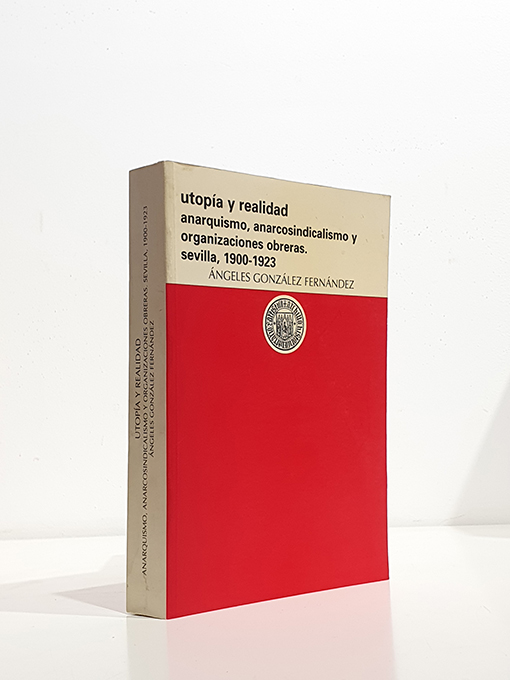 utopía y realidad
anarquismo, anarcosindicalismo y
organizaciones obreras.
sevilla, 1900-1923
ÁNGELES GONZÁLEZ FERNÁNDEZ
UTOPÍA Y REALIDAD
ANARQUISMO, ANARCOSINDICALISMO Y ORGANIZACIONES OBRERAS. SEVILLA, 1900-1923
ÁNGELES GONZÁLEZ FERNÁNDEZ